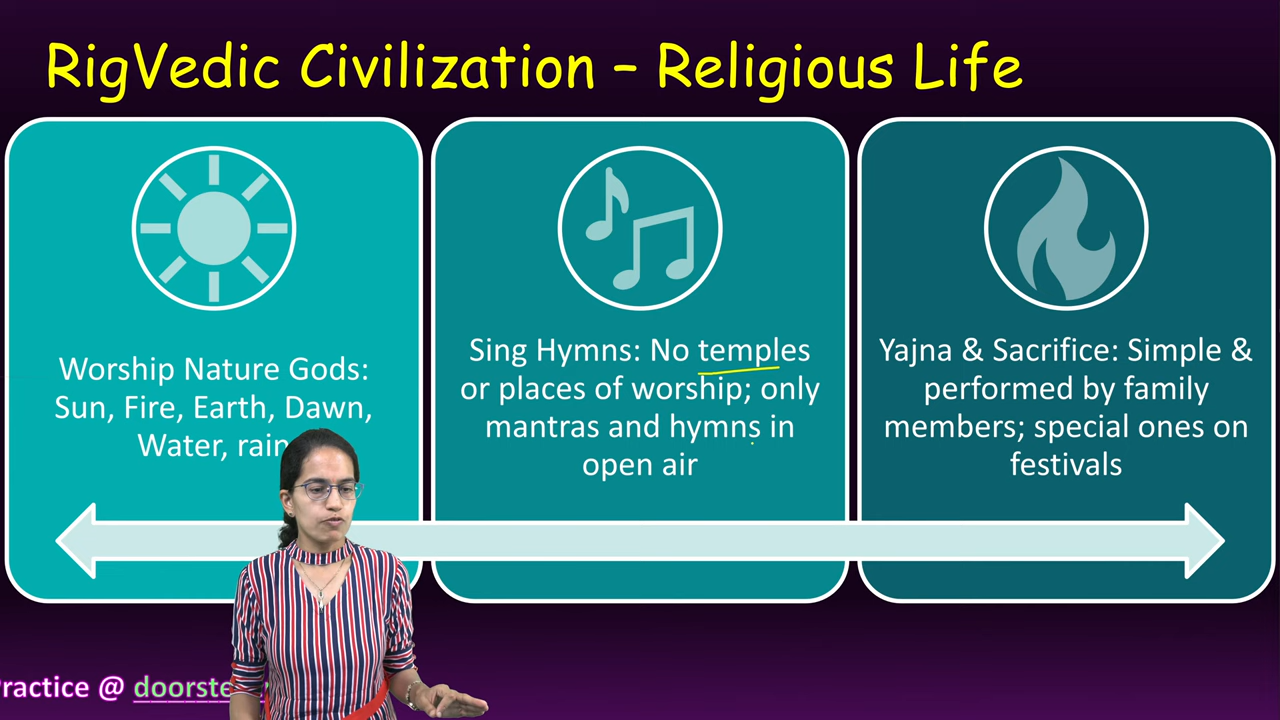 RigVedic Civilization – Religious Life
Worship Nature Gods:
Sun, Fire, Earth, Dawn,
Water, rain
Sing Hymns: No temples
or places of worship; only
mantras and hymns in
open air
Yajna & Sacrifice: Simple &
performed by family
members; special ones on
festivals
Practice @